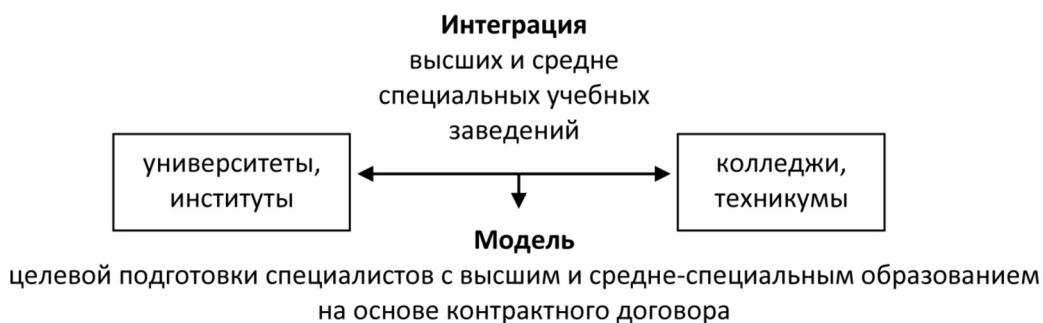 Интеграция
высших и средне
специальных учебных
заведений
университеты,
институты
колледжи,
техникумы
Модель
целевой подготовки специалистов с высшим и средне-специальным образованием
на основе контрактного договора